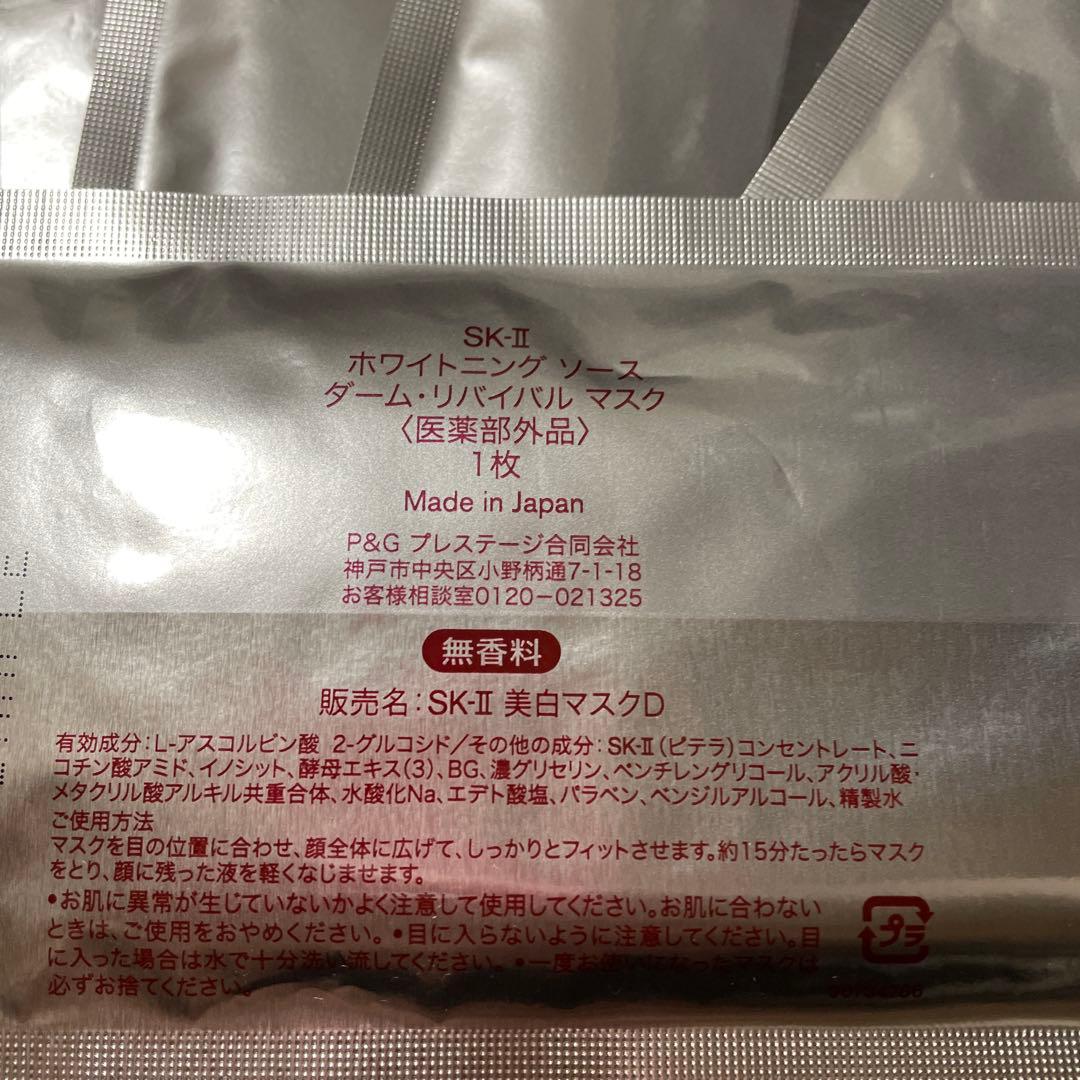 SK-Ⅱ
ホワイトニング ソース
ダーム・リバイバル マスク
〈医薬部外品〉
1枚
Made in Japan
P&G プレステージ合同会社
神戸市中央区小野柄通7-1-18
お客様相談室0120－021325
無香料
販売名：SK-Ⅱ 美白マスクD
有効成分：L-アスコルビン酸 2-グルコシド／その他の成分：SK-Ⅱ（ピテラ）コンセントレート、ニ
コチン酸アミド、イノシット、酵母エキス（3）、BG、濃グリセリン、ペンチレングリコール、アクリル酸・
メタクリル酸アルキル共重合体、水酸化Na、エデト酸塩、パラベン、ベンジルアルコール、精製水
ご使用方法
マスクを目の位置に合わせ、顔全体に広げて、しっかりとフィットさせます。約15分たったらマスク
をとり、顔に残った液を軽くなじませます。
•お肌に異常が生じていないかよく注意して使用してください。お肌に合わない
ときは、ご使用をおやめください。•目に入らないように注意してください。目
に入った場合は水で十分洗い流してください。•一度お使いになったマスクは
必ずお捨てください。
プラ